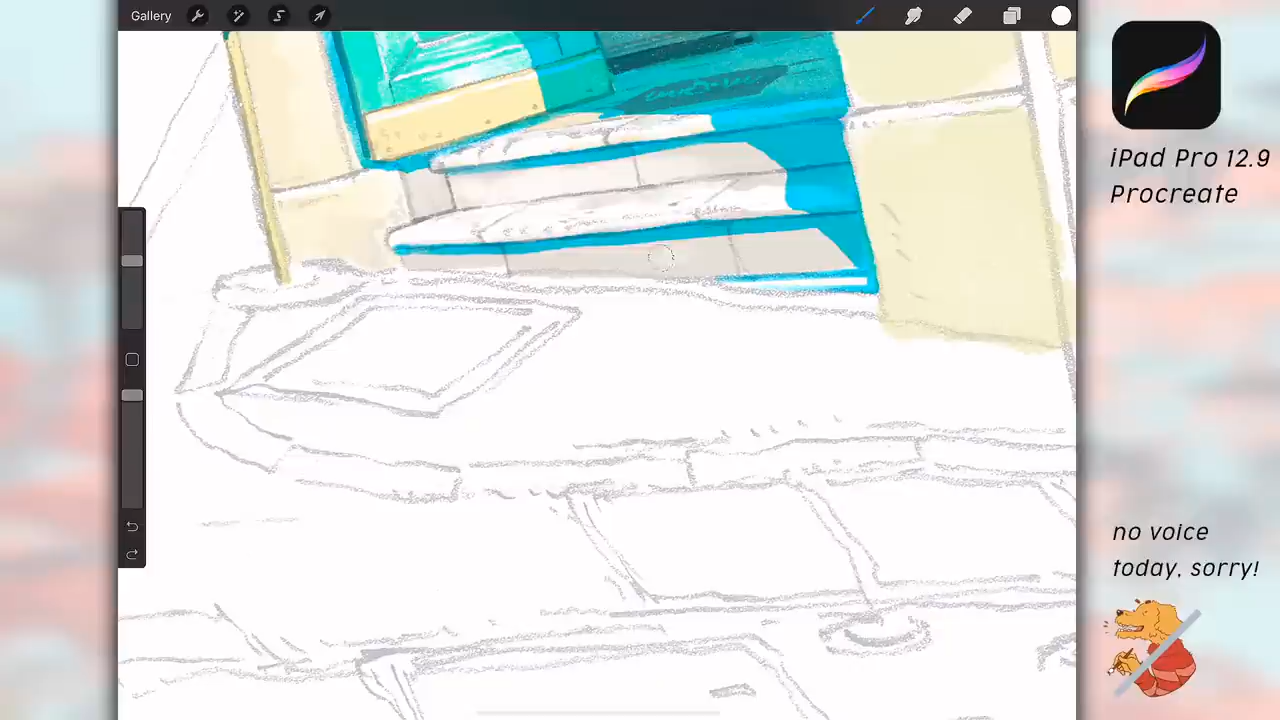 Gallery
iPad Pro 12.9
Procreate
no voice
today, sorry!